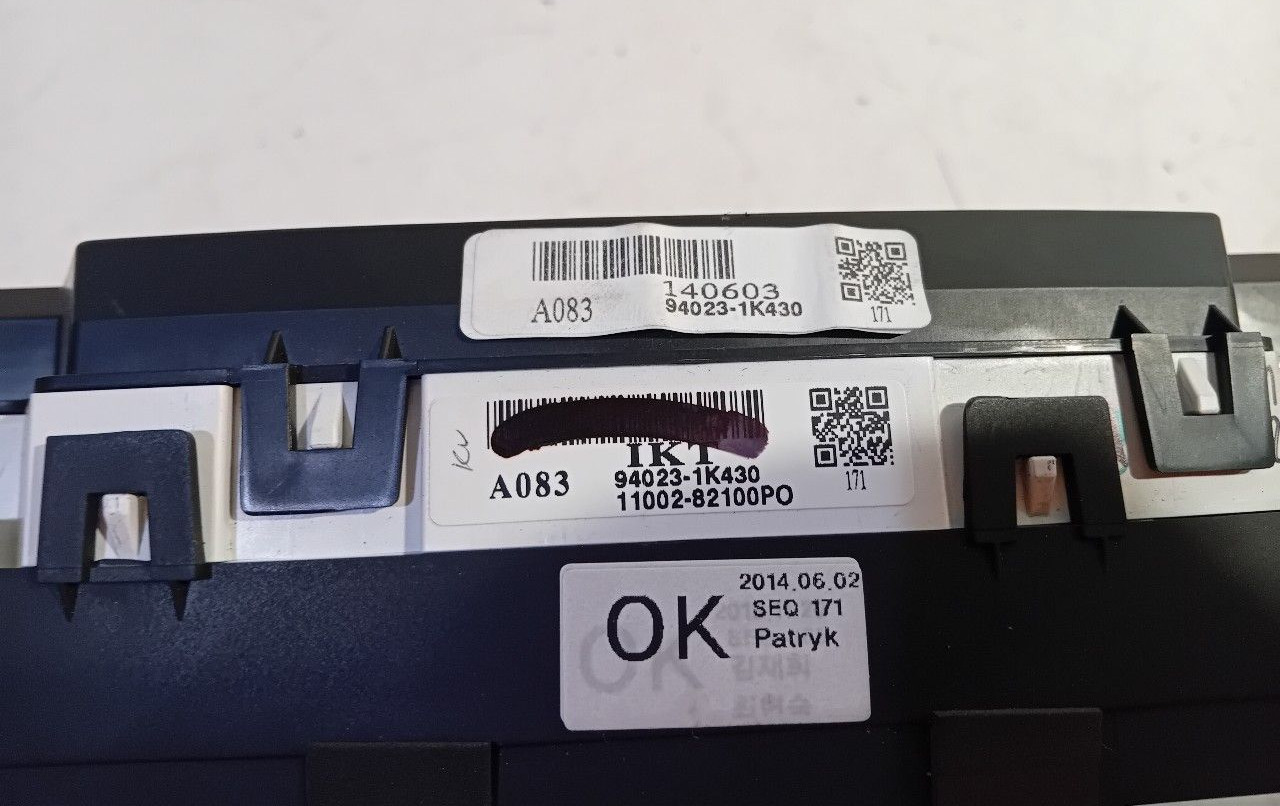 140603
A083
94023-1K430
171
IKT
A083
94023-1K430
11002-82100PO
171
2014.06.02
OK
SEQ 171
Patryk